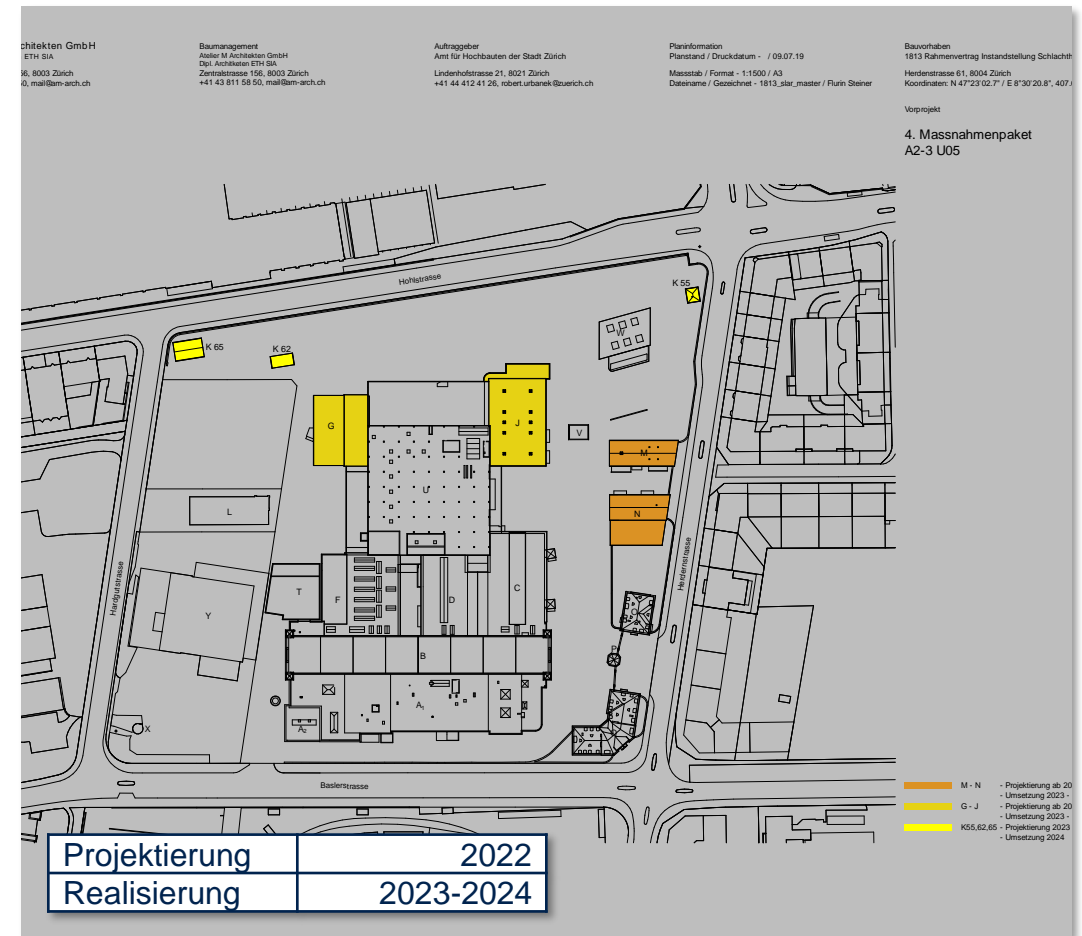 chitekten GmbH
ETH SIA
56, 8003 Zürich
50, mail@am-arch.ch
Baumanagement
Atelier M Architekten GmbH
Dipl. Architketen ETH SIA
Zentralstrasse 156, 8003 Zürich
+41 43 811 58 50, mail@am-arch.ch
Auftraggeber
Amt für Hochbauten der Stadt Zürich
Lindenhofstrasse 21, 8021 Zürich
+41 44 412 41 26, robert.urbanek@zuerich.ch
Planinformation
Planstand / Druckdatum - / 09.07.19
Massstab / Format - 1:1500 / A3
Dateiname / Gezeichnet - 1813_slar_master / Flurin Steiner
Bauvorhaben
1813 Rahmenvertrag Instandstellung Schlachth
Herdenstrasse 61, 8004 Zürich
Koordinaten: N 47°23'02.7" / E 8°30'20.8", 407.
Vorprojekt
4. Massnahmenpaket
A2-3 U05
Hohlstrasse
K 55
W
K 65
K 62
G
J
V
M
U
L
N
Hardgutstrasse
Herdernstrasse
T
F
D
C
O
Y
B
P
A1
A2
X
Baslerstrasse
M - N - Projektierung ab 20
- Umsetzung 2023 -
G - J - Projektierung ab 20
- Umsetzung 2023 -
K55,62,65 - Projektierung 2023
- Umsetzung 2024
Projektierung 2022
Realisierung 2023-2024